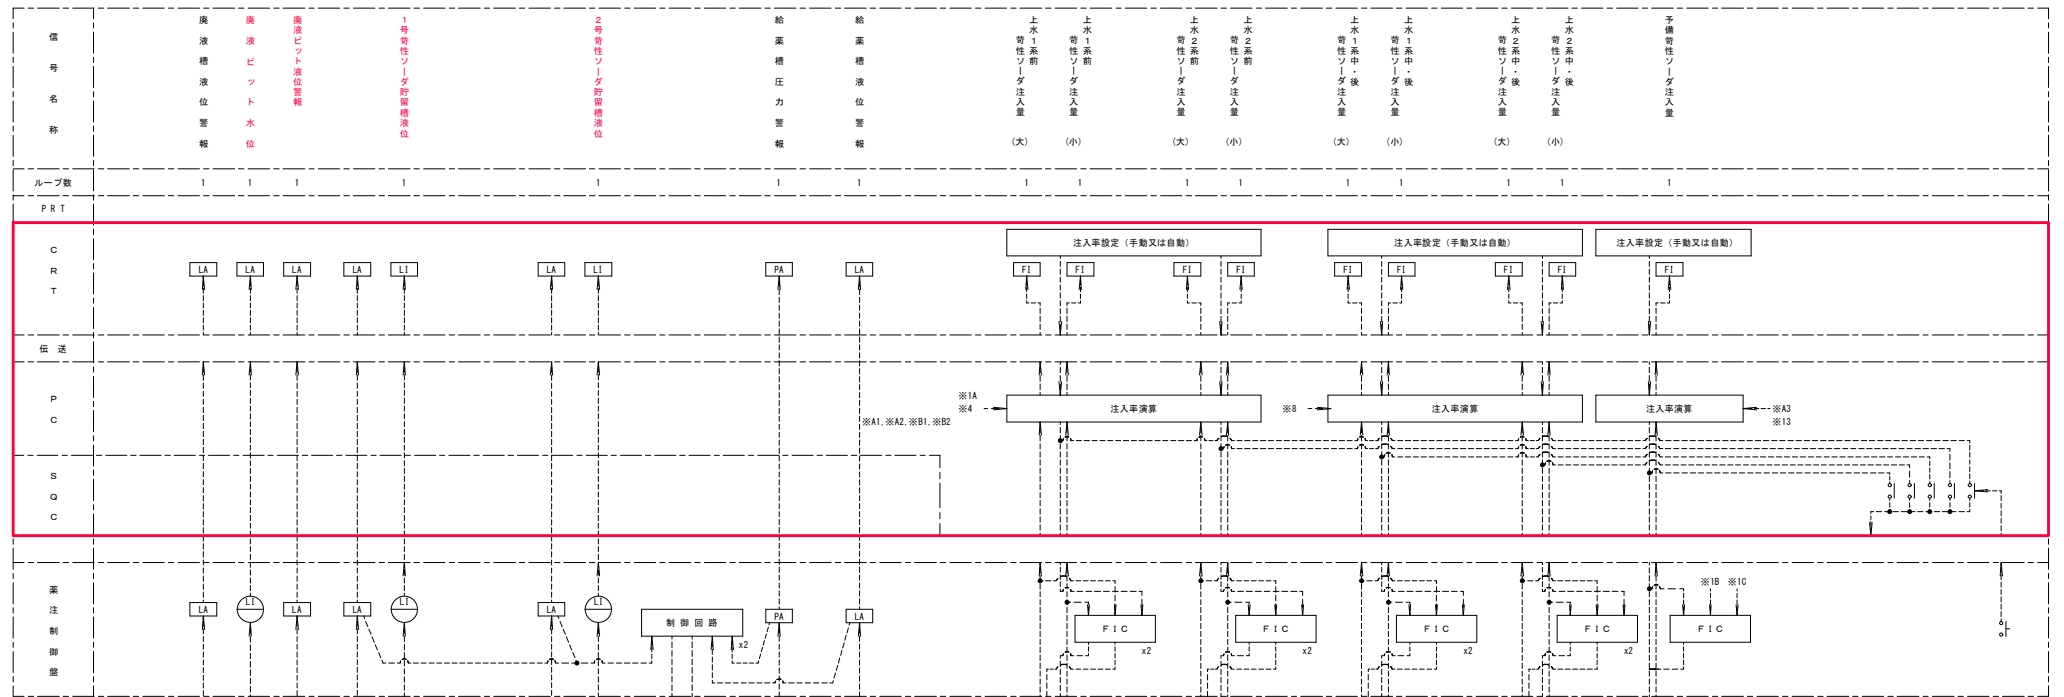 信号名称
廃液槽液位警報
廃液ピット水位
廃液ピット液位警報
1号苛性ソーダ貯留槽液位
2号苛性ソーダ貯留槽液位
給薬槽圧力警報
給薬槽液位警報
上水1系前
苛性ソーダ注入量 (大)
上水1系前
苛性ソーダ注入量 (小)
上水2系前
苛性ソーダ注入量 (大)
上水2系前
苛性ソーダ注入量 (小)
上水1系中・後
苛性ソーダ注入量 (大)
上水1系中・後
苛性ソーダ注入量 (小)
上水2系中・後
苛性ソーダ注入量 (大)
上水2系中・後
苛性ソーダ注入量 (小)
予備苛性ソーダ注入量
ループ数 1 1 1 1 1 1 1 1 1 1 1 1 1 1 1 1
PRT
CRT
注入率設定(手動又は自動) 注入率設定(手動又は自動) 注入率設定(手動又は自動)
LA LA LA LA LI LA LI PA LA FI FI FI FI FI FI FI FI FI
伝送
PC
※1A
※4 注入率演算 ※8 注入率演算 注入率演算 ※A3
※A1, ※A2, ※B1, ※B2 ※13
SQC
薬注制御盤
※1B ※1C
LA LI LA LA LI LA LI 制御回路 PA LA FIC FIC FIC FIC FIC
x2 x2 x2 x2 x2